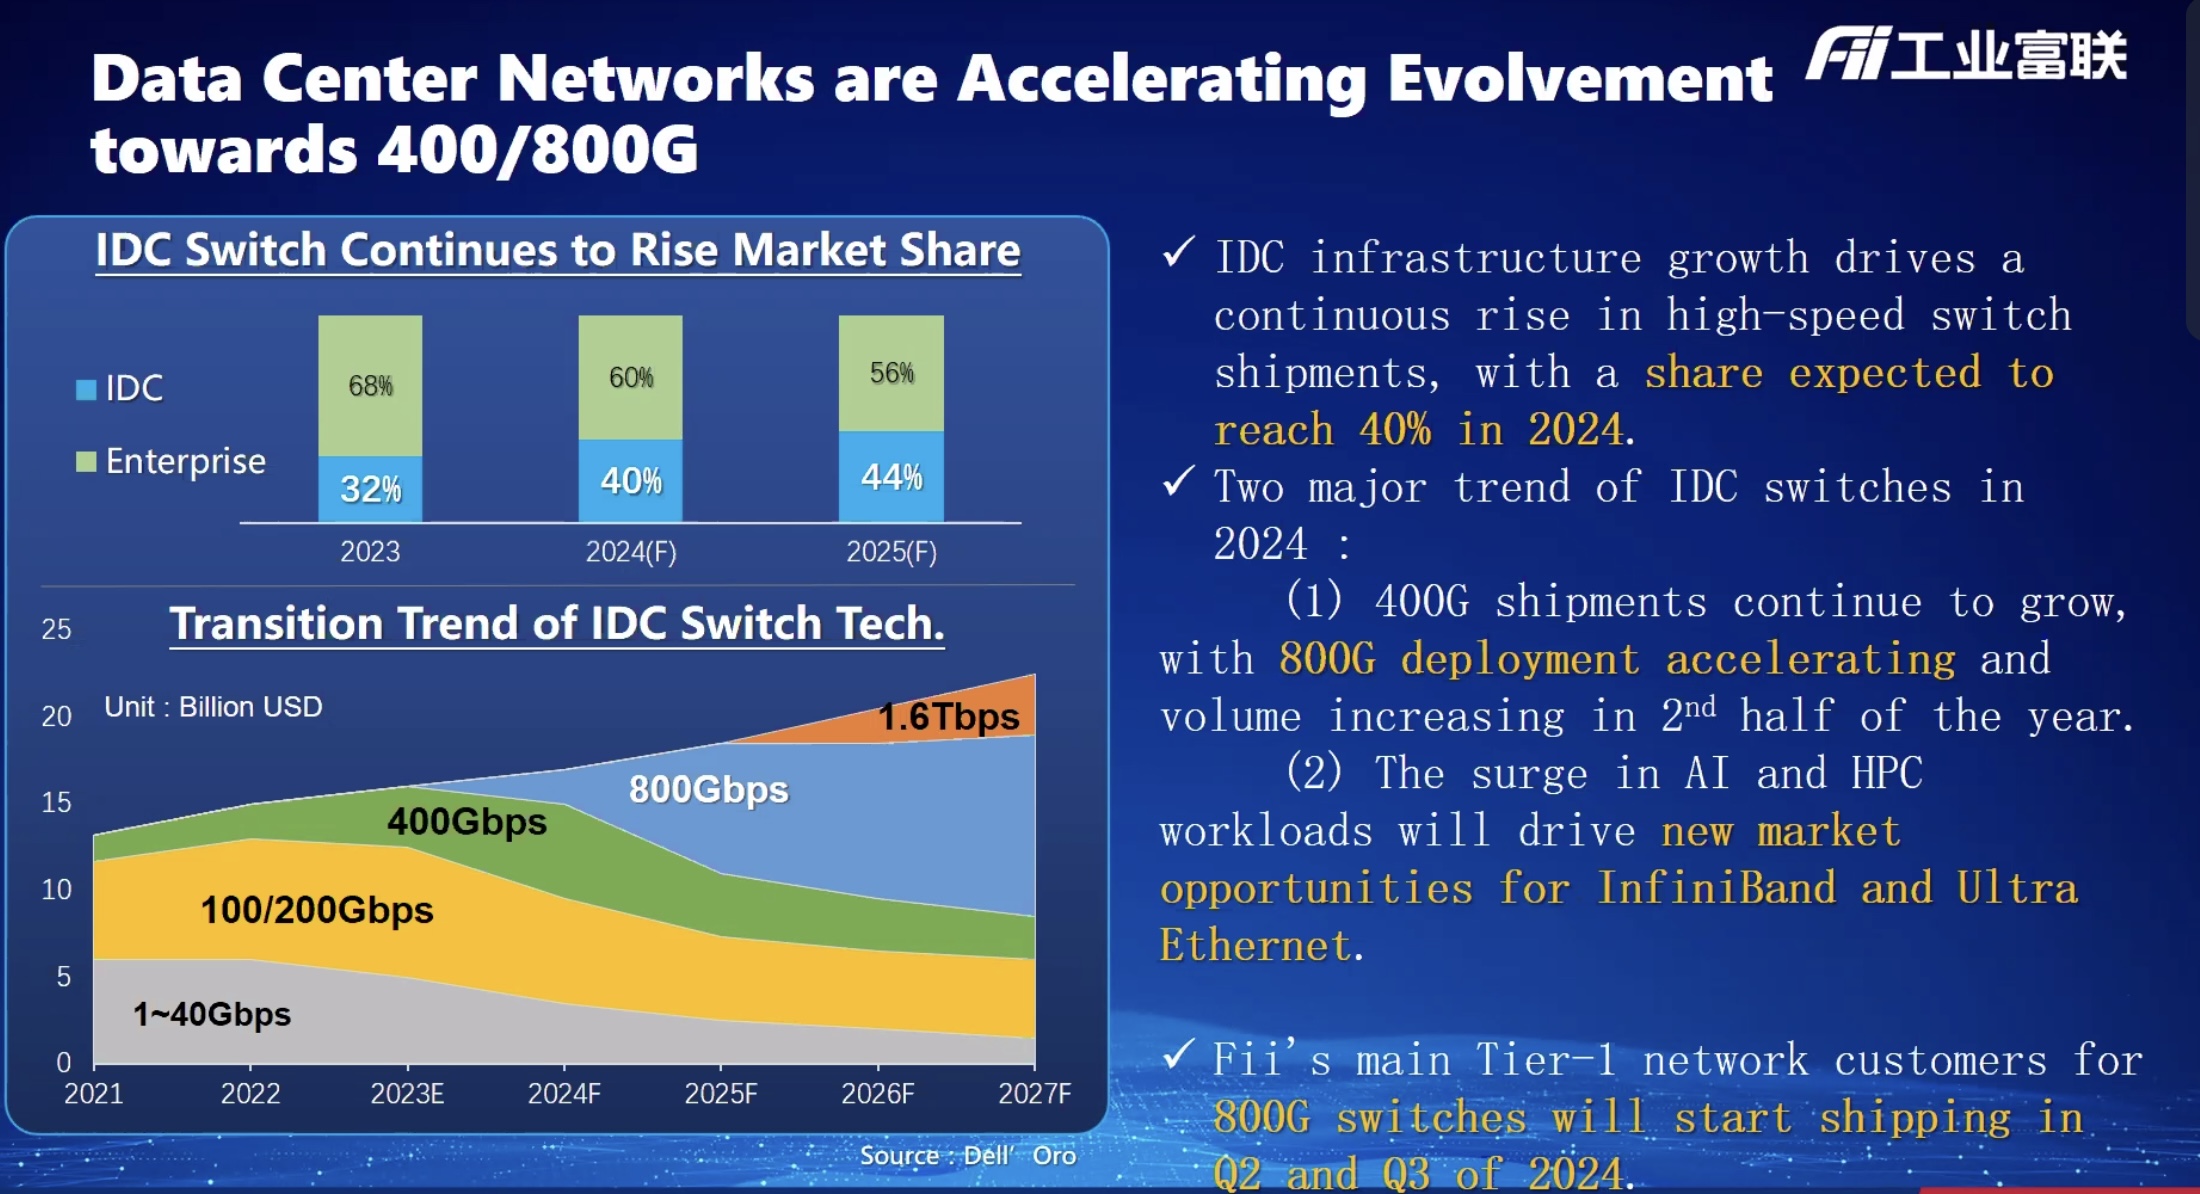 Data Center Networks are Accelerating Evolvement
towards 400/800G
Fii工业富联
IDC Switch Continues to Rise Market Share
IDC
Enterprise
68%
60%
56%
32%
40%
44%
2023
2024(F)
2025(F)
Transition Trend of IDC Switch Tech.
Unit : Billion USD
25
20
15
10
5
0
1.6Tbps
800Gbps
400Gbps
100/200Gbps
1~40Gbps
2021
2022
2023E
2024F
2025F
2026F
2027F
Source : Dell' Oro
✓ IDC infrastructure growth drives a
continuous rise in high-speed switch
shipments, with a share expected to
reach 40% in 2024.
✓ Two major trend of IDC switches in
2024 :
(1) 400G shipments continue to grow,
with 800G deployment accelerating and
volume increasing in 2nd half of the year.
(2) The surge in AI and HPC
workloads will drive new market
opportunities for InfiniBand and Ultra
Ethernet.
✓ Fii's main Tier-1 network customers for
800G switches will start shipping in
Q2 and Q3 of 2024.